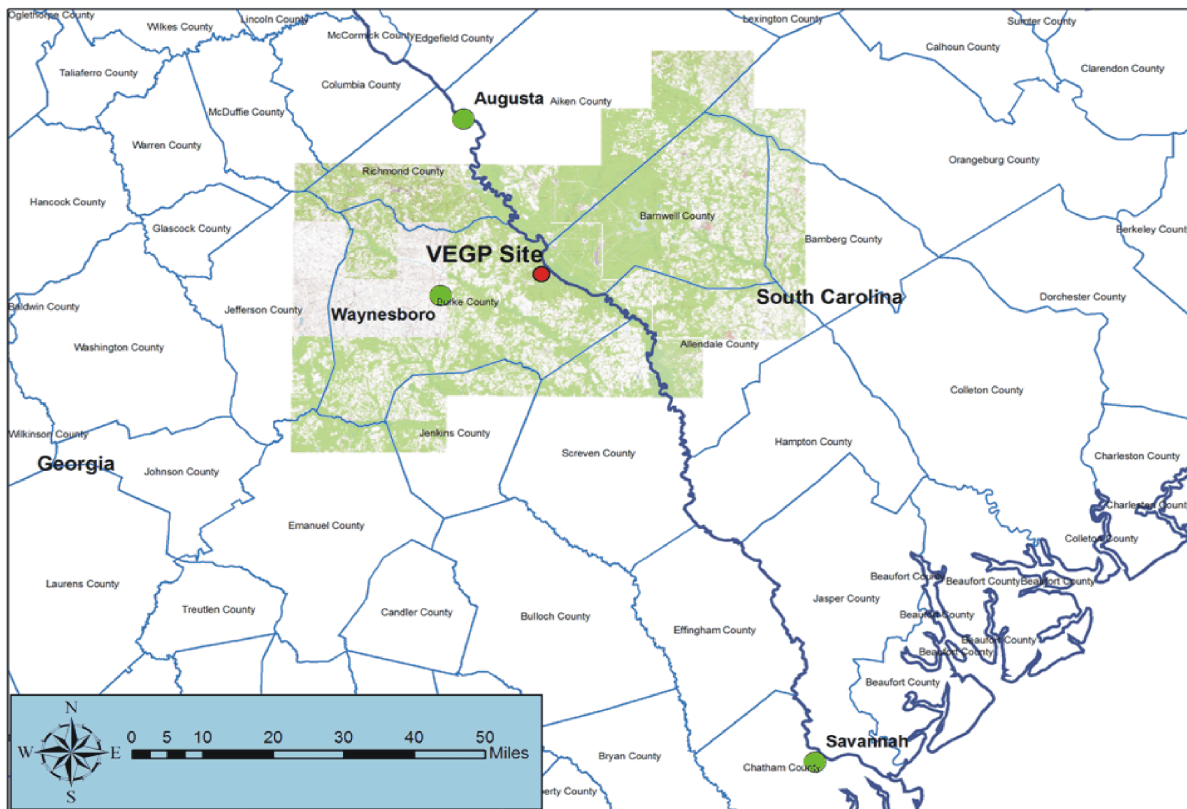 Oglethorpe County
Wilkes County
Lincoln County
McCormick County
Edgefield County
Lexington County
Sumter County
Calhoun County
Clarendon County
Taliaferro County
Columbia County
Augusta
Aiken County
McDuffie County
Warren County
Orangeburg County
Richmond County
Hancock County
Barnwell County
Glascock County
Berkeley County
Bamberg County
VEGP Site
Baldwin County
Jefferson County
Burke County
Waynesboro
South Carolina
Dorchester County
Washington County
Allendale County
Colleton County
Wilkinson County
Jenkins County
Hampton County
Georgia
Johnson County
Screven County
Charleston County
Emanuel County
Charleston County
Colleton County
Laurens County
Beaufort County
Beaufort County
Beaufort County
Treutlen County
Candler County
Bulloch County
Jasper County
Beaufort County
Effingham County
Beaufort County
Beaufort County
Beaufort County
N
W
E
S
0 5 10 20 30 40 50
Miles
Savannah
Bryan County
Chatham County
erty County